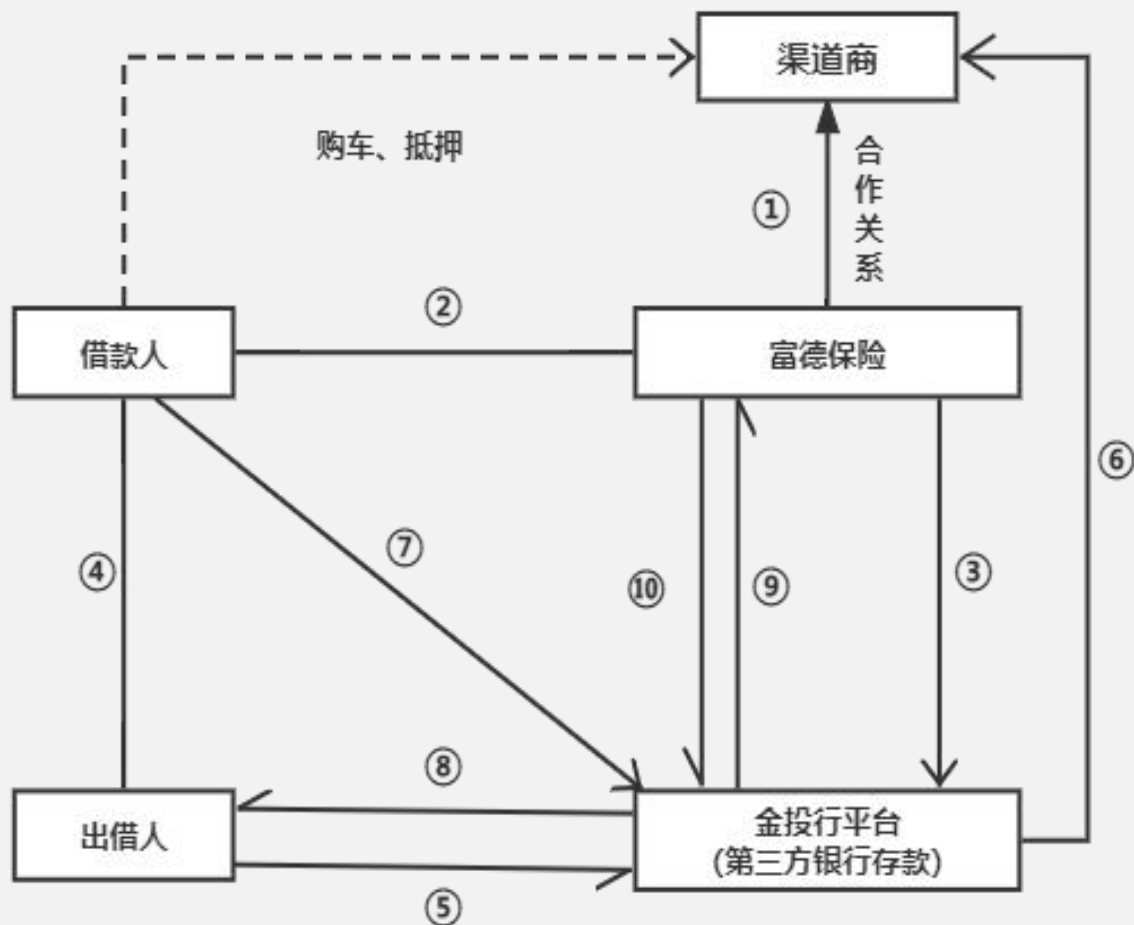 渠道商
购车、抵押
合作关系
①
②
借款人
富德保险
⑥
⑦
④
⑩
⑨
③
⑧
出借人
金投行平台
(第三方银行存款)
⑤